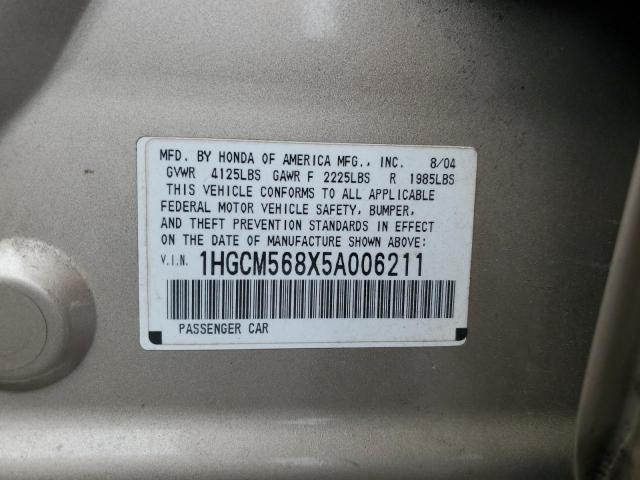 MFD. BY HONDA OF AMERICA MFG., INC. 8/04
GVWR 4125LBS GAWR F 2225LBS R 1985LBS
THIS VEHICLE CONFORMS TO ALL APPLICABLE
FEDERAL MOTOR VEHICLE SAFETY, BUMPER,
AND THEFT PREVENTION STANDARDS IN EFFECT
ON THE DATE OF MANUFACTURE SHOWN ABOVE:
V.I.N. 1HGCM568X5A006211
PASSENGER CAR